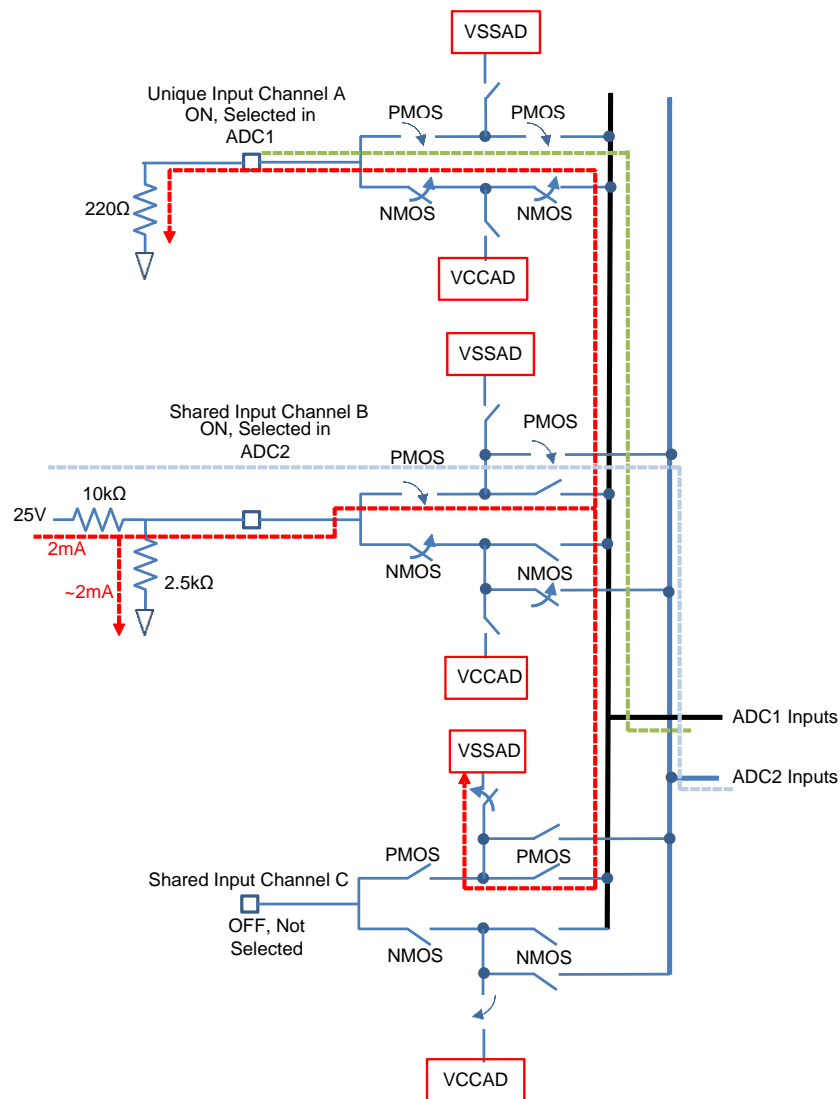 VSSAD
Unique Input Channel A
ON, Selected in
ADC1
PMOS
PMOS
220Ω
NMOS
NMOS
VCCAD
VSSAD
Shared Input Channel B
ON, Selected in
ADC2
PMOS
PMOS
10kΩ
25V
2mA
NMOS
NMOS
2.5kΩ
~2mA
VCCAD
ADC1 Inputs
VSSAD
ADC2 Inputs
PMOS
PMOS
Shared Input Channel C
OFF, Not
Selected
NMOS
NMOS
VCCAD